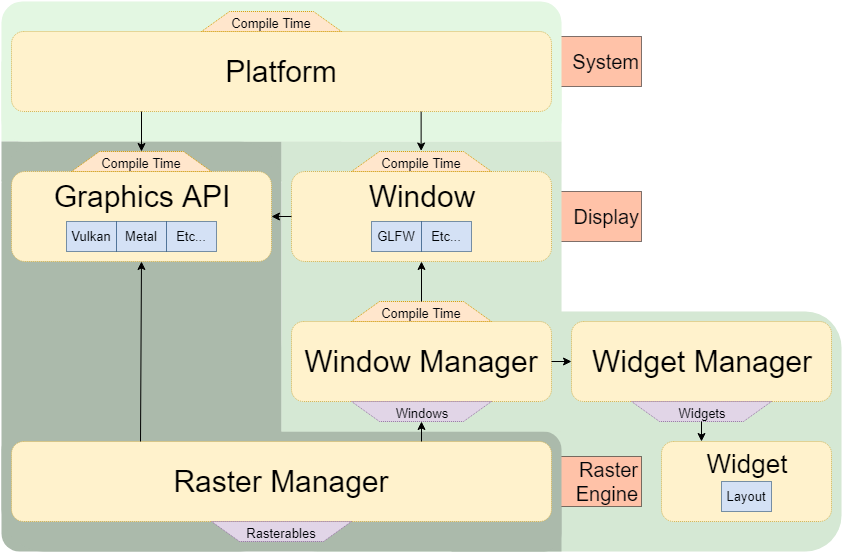 Compile Time
Platform
System
Compile Time
Compile Time
Graphics API
Window
Display
Vulkan
Metal
Etc...
GLFW
Etc...
Compile Time
Window Manager
Widget Manager
Windows
Widgets
Raster Manager
Raster
Engine
Widget
Layout
Rasterables